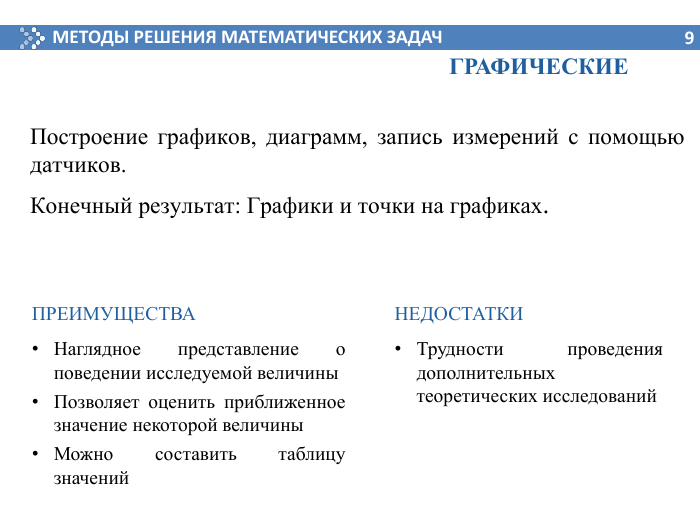 МЕТОДЫ РЕШЕНИЯ МАТЕМАТИЧЕСКИХ ЗАДАЧ 9
ГРАФИЧЕСКИЕ
Построение графиков, диаграмм, запись измерений с помощью
датчиков.
Конечный результат: Графики и точки на графиках.
ПРЕИМУЩЕСТВА
• Наглядное представление о
поведении исследуемой величины
• Позволяет оценить приближенное
значение некоторой величины
• Можно составить таблицу
значений
НЕДОСТАТКИ
• Трудности проведения
дополнительных
теоретических исследований